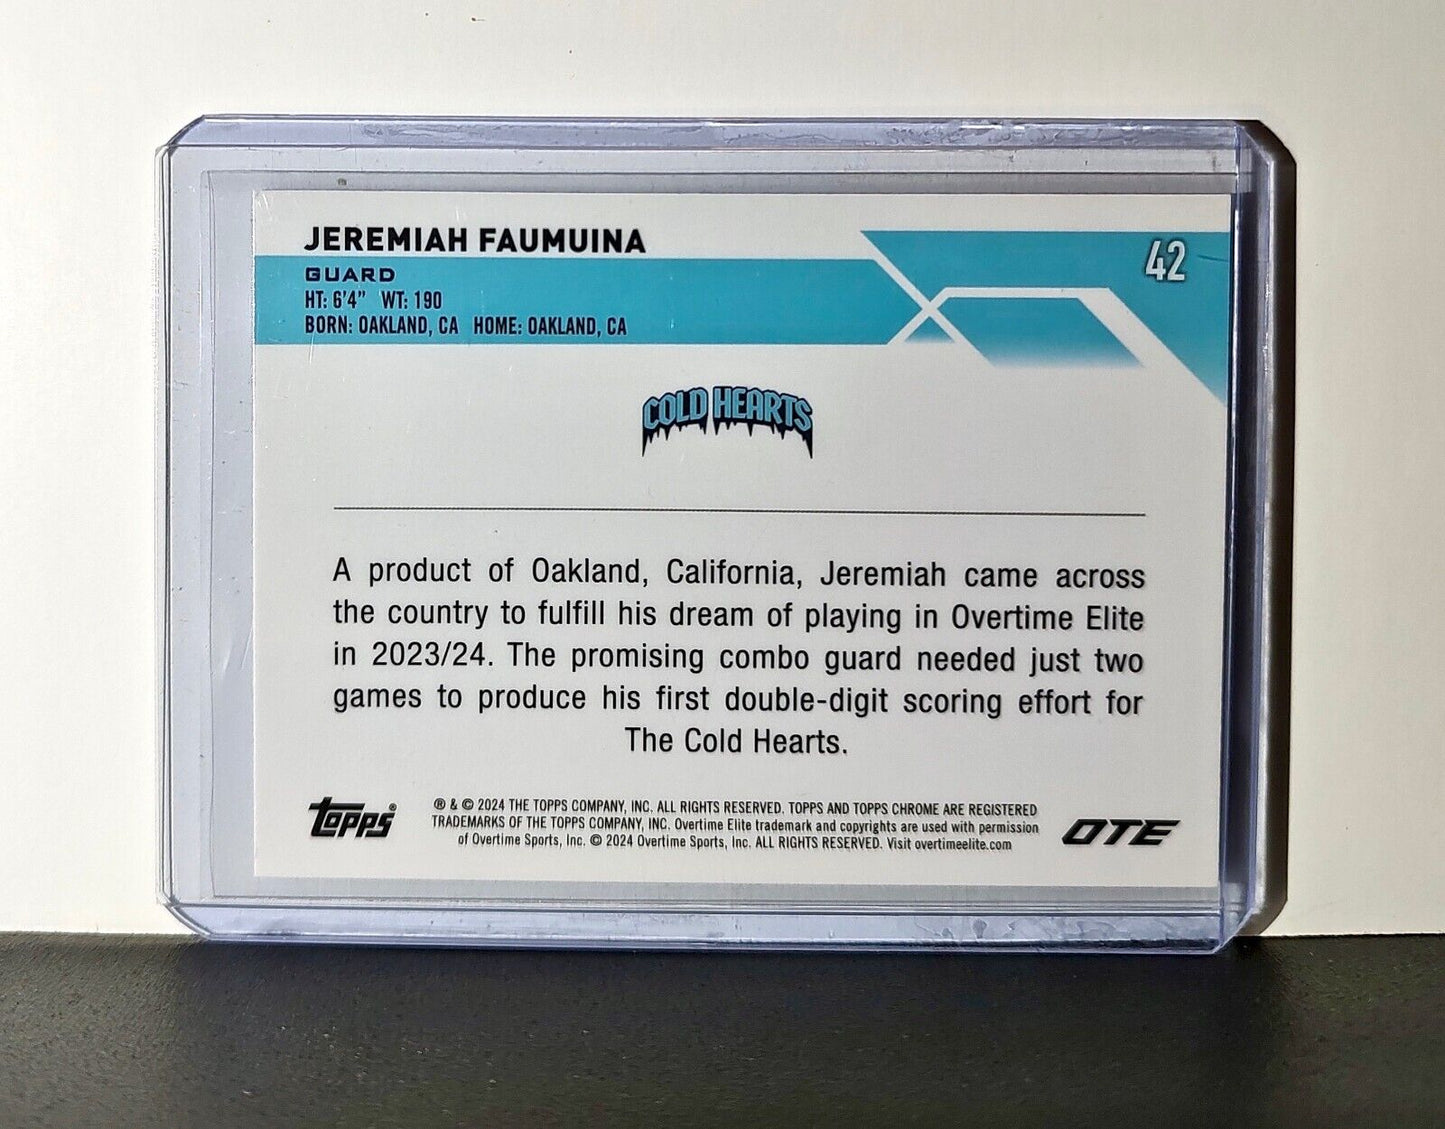 JEREMIAH FAUMUINA
42
GUARD
HT: 6'4" WT: 190
BORN: OAKLAND, CA HOME: OAKLAND, CA
COLD HEARTS
A product of Oakland, California, Jeremiah came across
the country to fulfill his dream of playing in Overtime Elite
in 2023/24. The promising combo guard needed just two
games to produce his first double-digit scoring effort for
The Cold Hearts.
Topps®
® & © 2024 THE TOPPS COMPANY, INC. ALL RIGHTS RESERVED. TOPPS AND TOPPS CHROME ARE REGISTERED
TRADEMARKS OF THE TOPPS COMPANY, INC. Overtime Elite trademark and copyrights are used with permission
of Overtime Sports, Inc. © 2024 Overtime Sports, Inc. ALL RIGHTS RESERVED. Visit overtimeelite.com
OTE